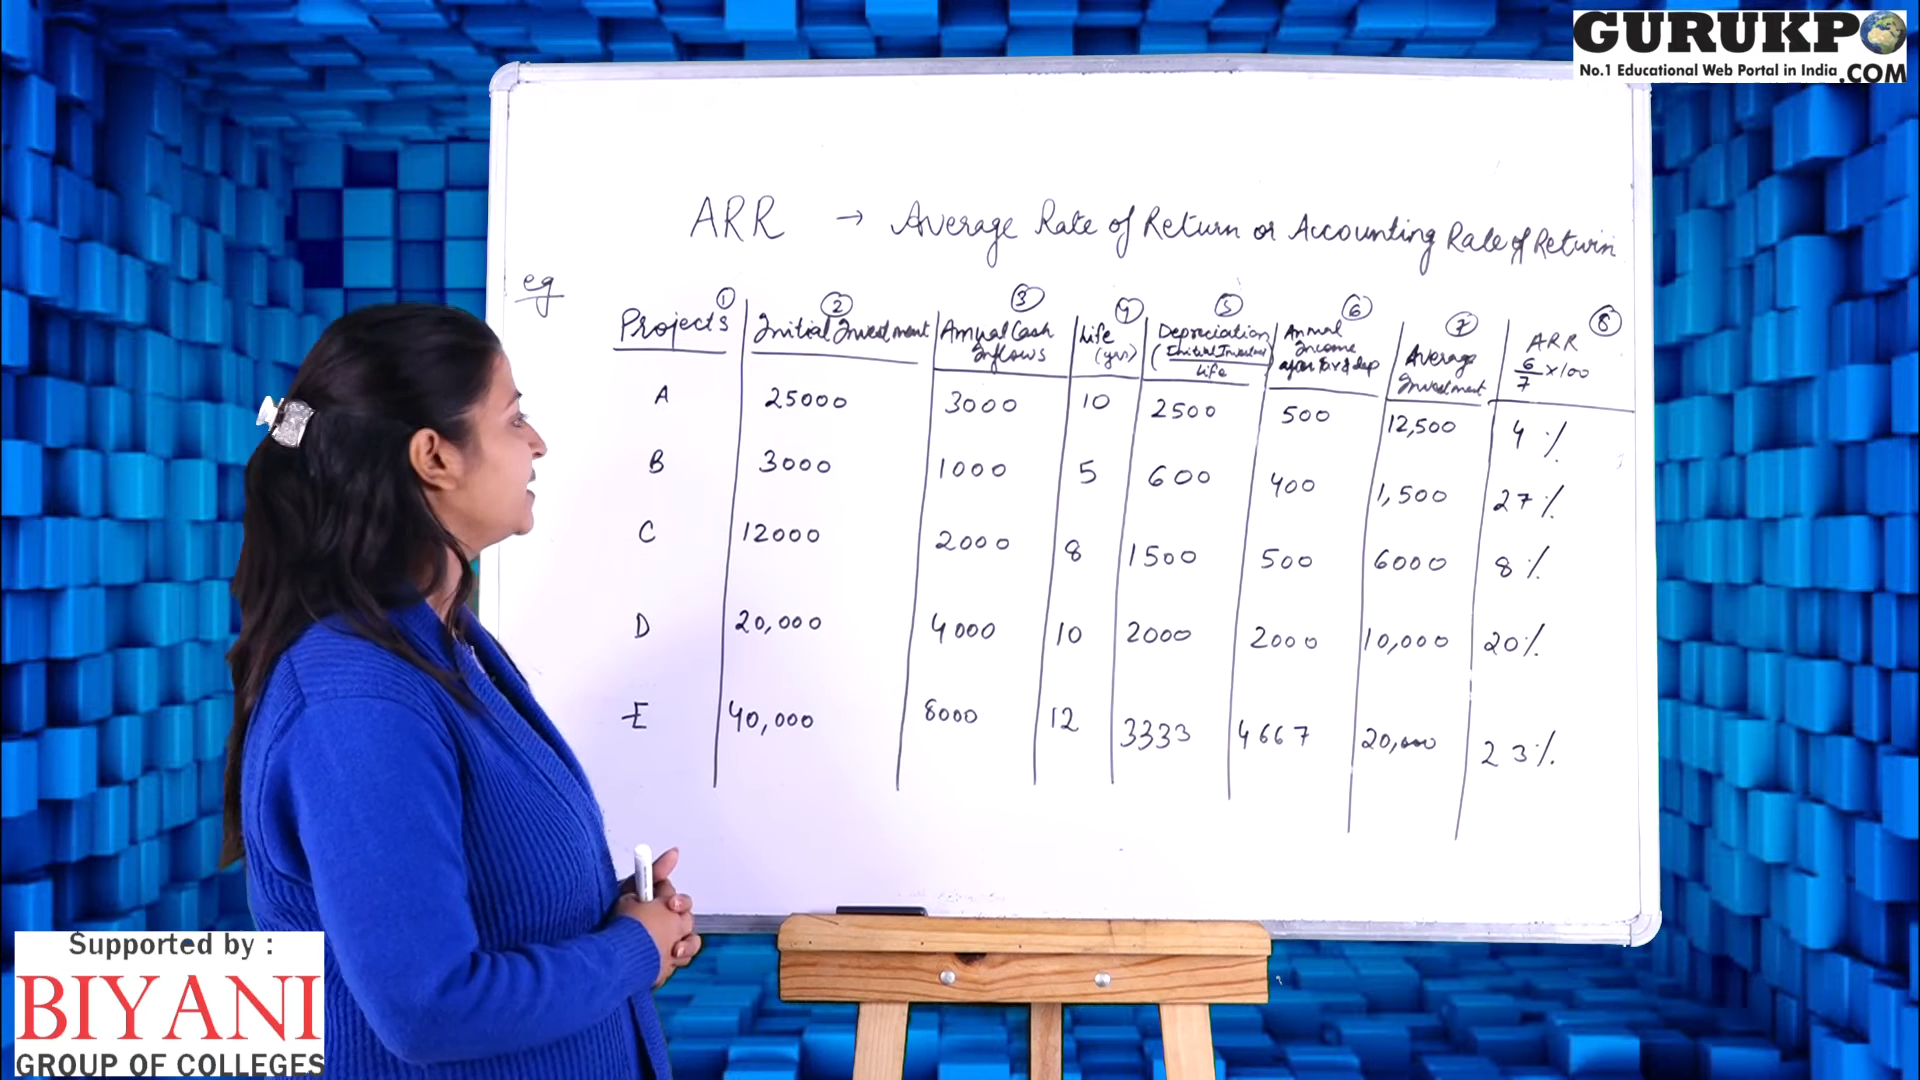 GURUKPO
No.1 Educational Web Portal in India .COM
ARR → Average Rate of Return or Accounting Rate of Return
eg
① ② ③ ④ ⑤ ⑥ ⑦ ⑧
Projects Initial Investment Annual Cash Inflows Life (yrs) Depreciation (Initial Investment / Life) Annual Income after Tax & dep Average Investment ARR 6/7 × 100
A 25000 3000 10 2500 500 12,500 4 %
B 3000 1000 5 600 400 1,500 27 %
C 12000 2000 8 1500 500 6000 8 %
D 20,000 4000 10 2000 2000 10,000 20 %
E 40,000 8000 12 3333 4667 20,000 23 %
Supported by :
BIYANI
GROUP OF COLLEGES